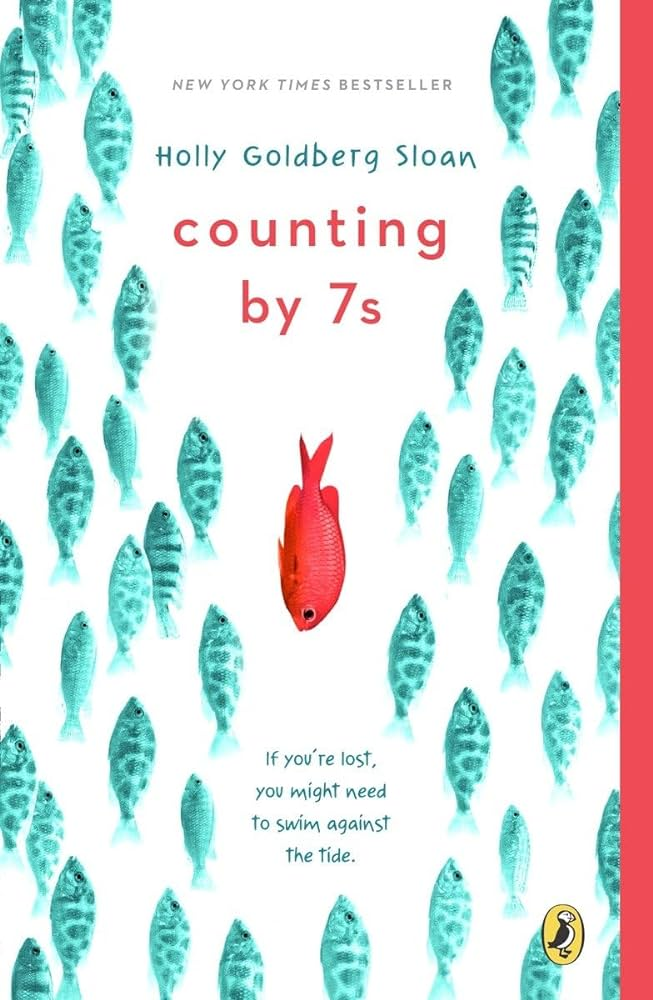 NEW YORK TIMES BESTSELLER
Holly Goldberg Sloan
counting
by 7s
If you're lost,
you might need
to swim against
the tide.